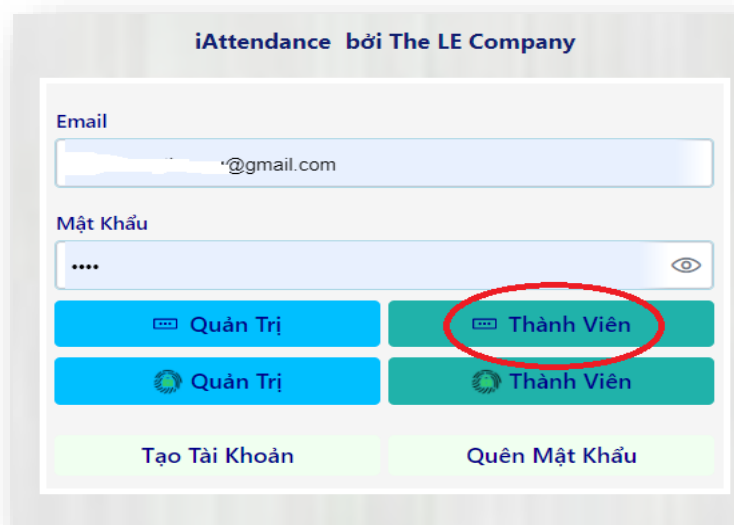 iAttendance bởi The LE Company
Email
@gmail.com
Mật Khẩu
••••
Quản Trị
Thành Viên
Quản Trị
Thành Viên
Tạo Tài Khoản
Quên Mật Khẩu